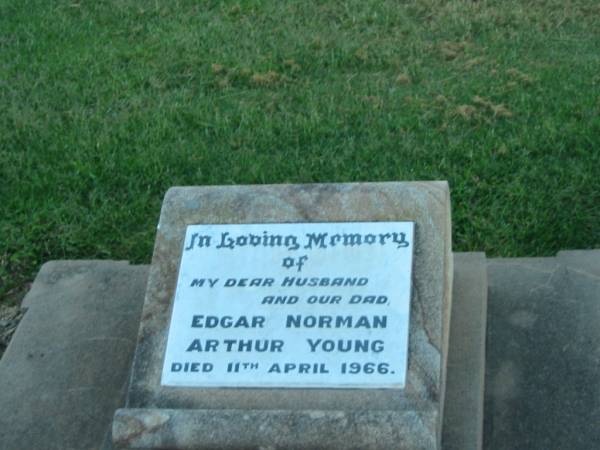 In Loving Memory
of
MY DEAR HUSBAND
AND OUR DAD,
EDGAR NORMAN
ARTHUR YOUNG
DIED 11TH APRIL 1966.